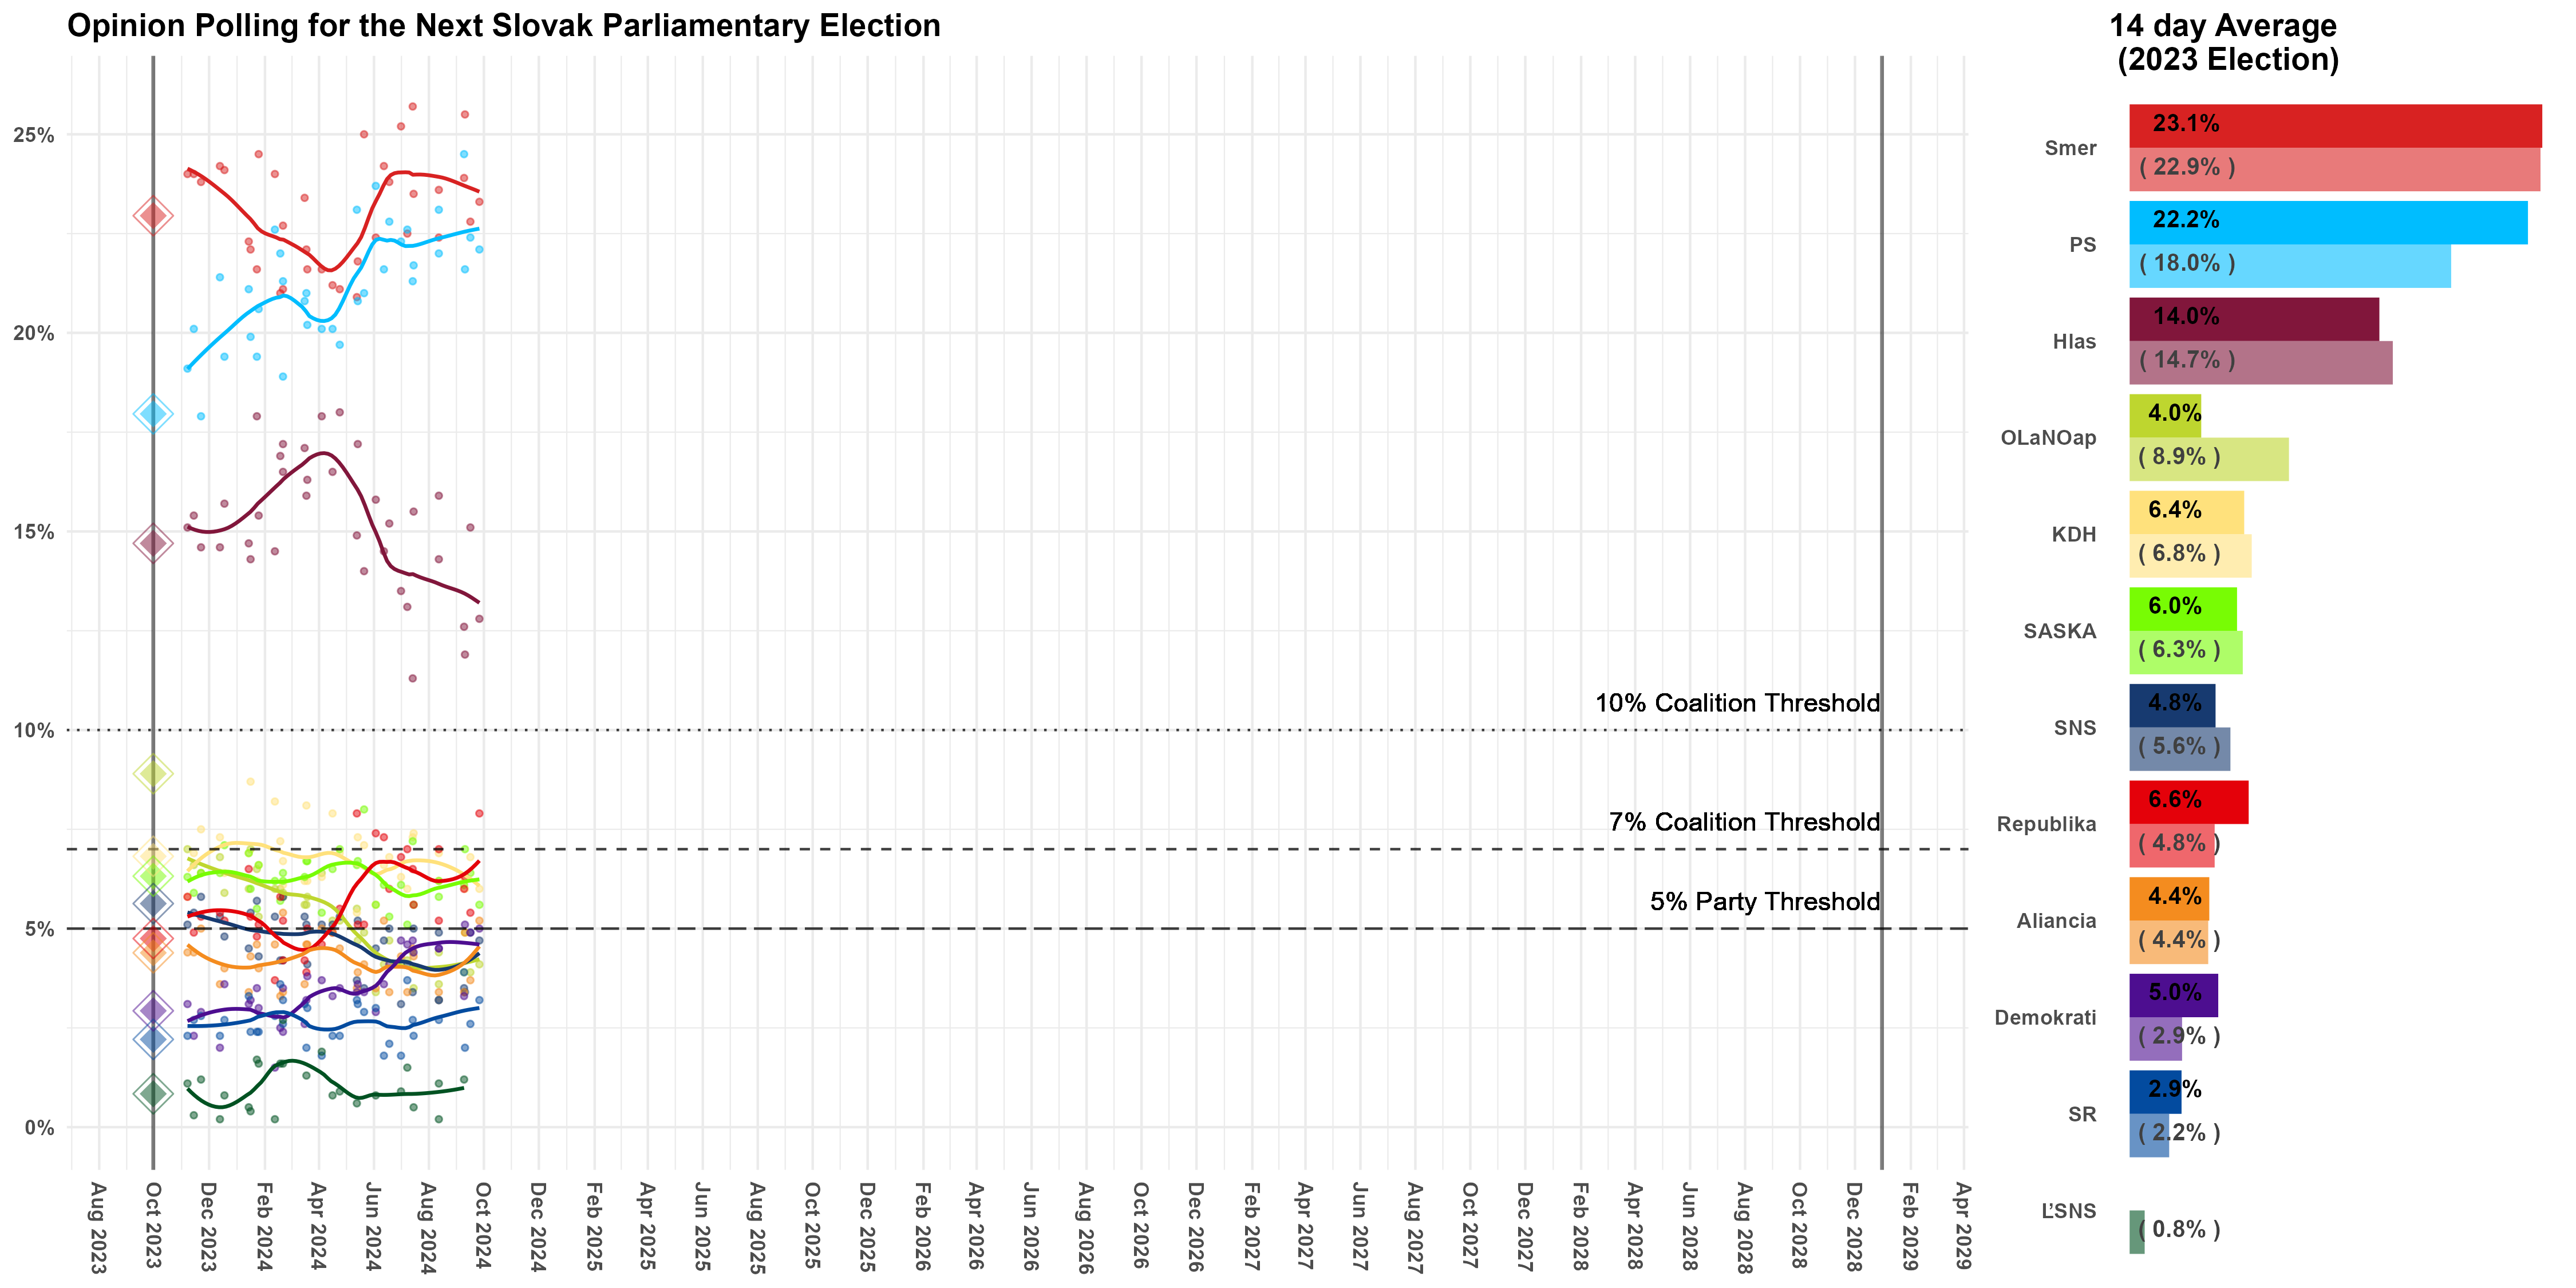 Opinion Polling for the Next Slovak Parliamentary Election
14 day Average
(2023 Election)
25%
20%
15%
10%
5%
0%
10% Coalition Threshold
7% Coalition Threshold
5% Party Threshold
Aug 2023
Oct 2023
Dec 2023
Feb 2024
Apr 2024
Jun 2024
Aug 2024
Oct 2024
Dec 2024
Feb 2025
Apr 2025
Jun 2025
Aug 2025
Oct 2025
Dec 2025
Feb 2026
Apr 2026
Jun 2026
Aug 2026
Oct 2026
Dec 2026
Feb 2027
Apr 2027
Jun 2027
Aug 2027
Oct 2027
Dec 2027
Feb 2028
Apr 2028
Jun 2028
Aug 2028
Oct 2028
Dec 2028
Feb 2029
Apr 2029
Smer
23.1%
( 22.9% )
PS
22.2%
( 18.0% )
Hlas
14.0%
( 14.7% )
OLaNOap
4.0%
( 8.9% )
KDH
6.4%
( 6.8% )
SASKA
6.0%
( 6.3% )
SNS
4.8%
( 5.6% )
Republika
6.6%
( 4.8% )
Aliancia
4.4%
( 4.4% )
Demokrati
5.0%
( 2.9% )
SR
2.9%
( 2.2% )
ĽSNS
( 0.8% )